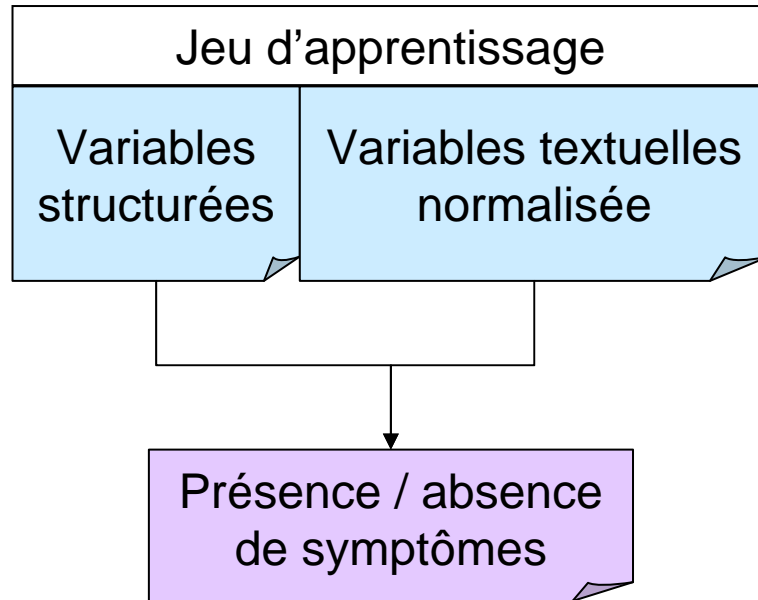 Jeu d’apprentissage
Variables
structurées
Variables textuelles
normalisée
Présence / absence
de symptômes